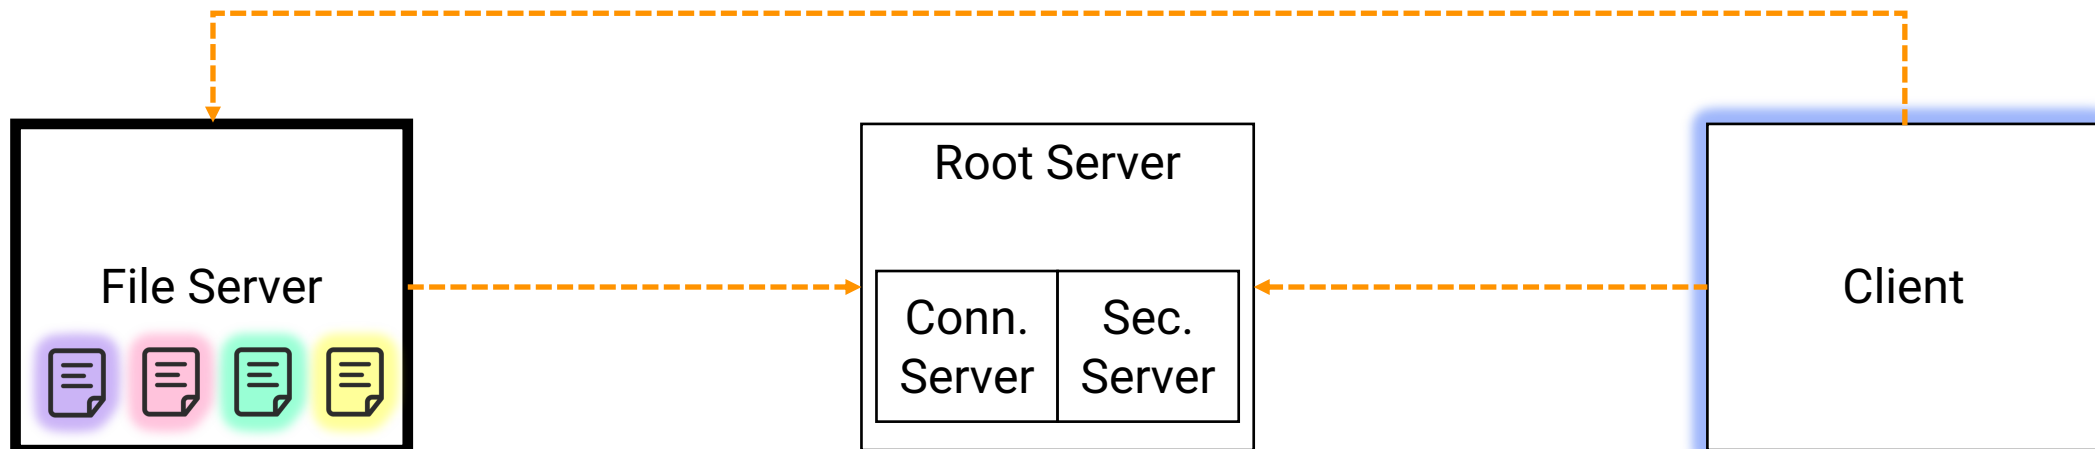 Root Server
File Server
Conn.
Server
Sec.
Server
Client